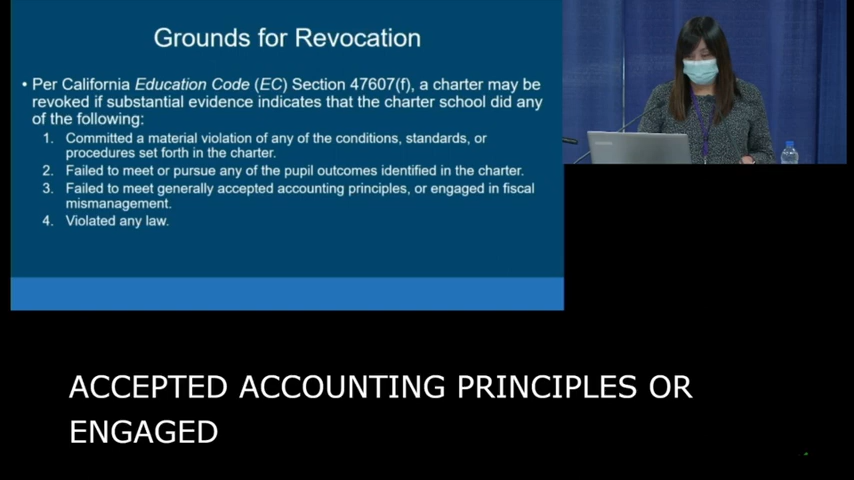 Grounds for Revocation
• Per California Education Code (EC) Section 47607(f), a charter may be
revoked if substantial evidence indicates that the charter school did any
of the following:
1. Committed a material violation of any of the conditions, standards, or
procedures set forth in the charter.
2. Failed to meet or pursue any of the pupil outcomes identified in the charter.
3. Failed to meet generally accepted accounting principles, or engaged in fiscal
mismanagement.
4. Violated any law.
ACCEPTED ACCOUNTING PRINCIPLES OR
ENGAGED